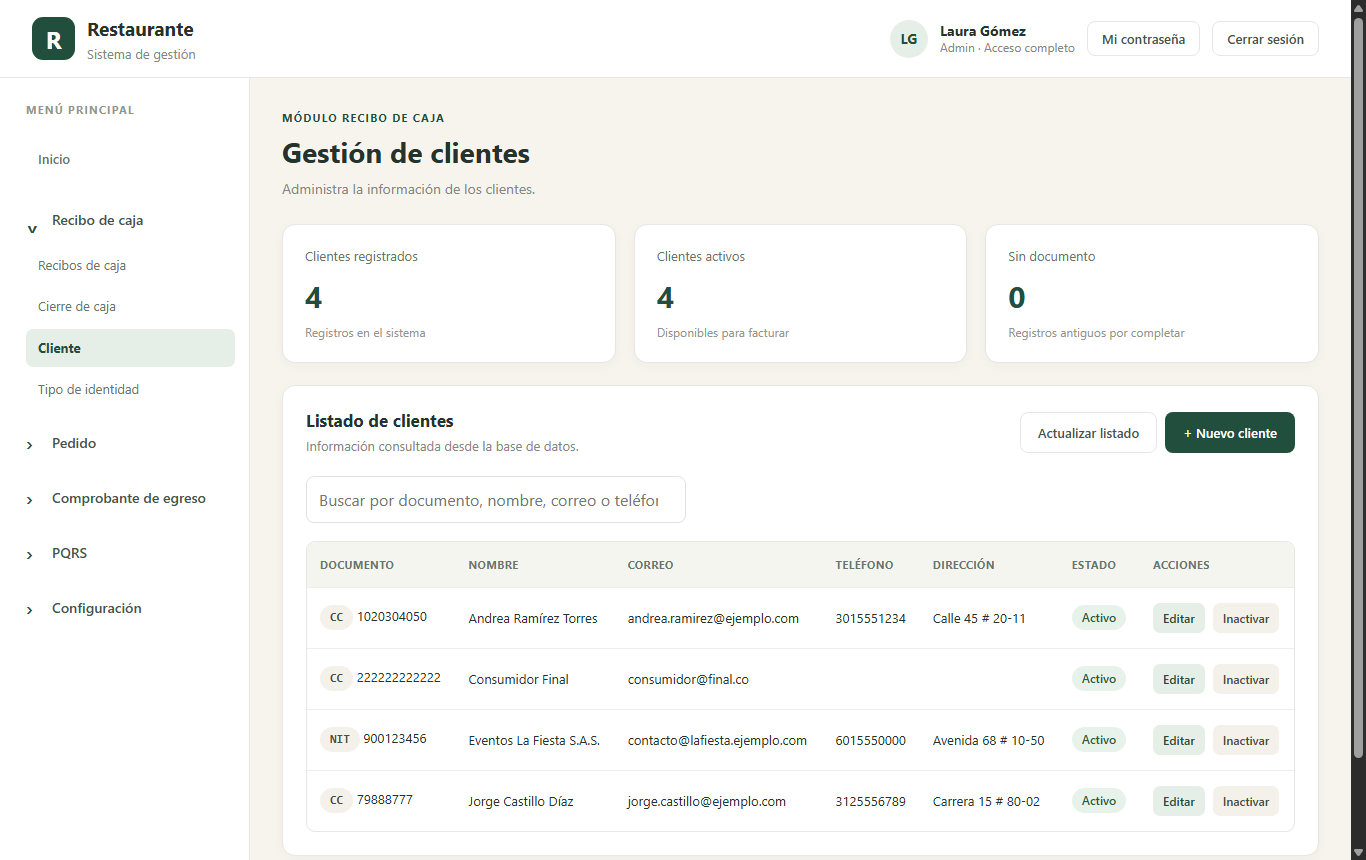 R
Restaurante
Sistema de gestión
LG
Laura Gómez
Admin · Acceso completo
Mi contraseña
Cerrar sesión
MENÚ PRINCIPAL
Inicio
Recibo de caja
Recibos de caja
Cierre de caja
Cliente
Tipo de identidad
Pedido
Comprobante de egreso
PQRS
Configuración
MÓDULO RECIBO DE CAJA
Gestión de clientes
Administra la información de los clientes.
Clientes registrados
4
Registros en el sistema
Clientes activos
4
Disponibles para facturar
Sin documento
0
Registros antiguos por completar
Listado de clientes
Información consultada desde la base de datos.
Actualizar listado
+ Nuevo cliente
Buscar por documento, nombre, correo o teléfor
DOCUMENTO NOMBRE CORREO TELÉFONO DIRECCIÓN ESTADO ACCIONES
CC 1020304050 Andrea Ramírez Torres andrea.ramirez@ejemplo.com 3015551234 Calle 45 # 20-11 Activo Editar Inactivar
CC 222222222222 Consumidor Final consumidor@final.co Activo Editar Inactivar
NIT 900123456 Eventos La Fiesta S.A.S. contacto@lafiesta.ejemplo.com 6015550000 Avenida 68 # 10-50 Activo Editar Inactivar
CC 79888777 Jorge Castillo Díaz jorge.castillo@ejemplo.com 3125556789 Carrera 15 # 80-02 Activo Editar Inactivar